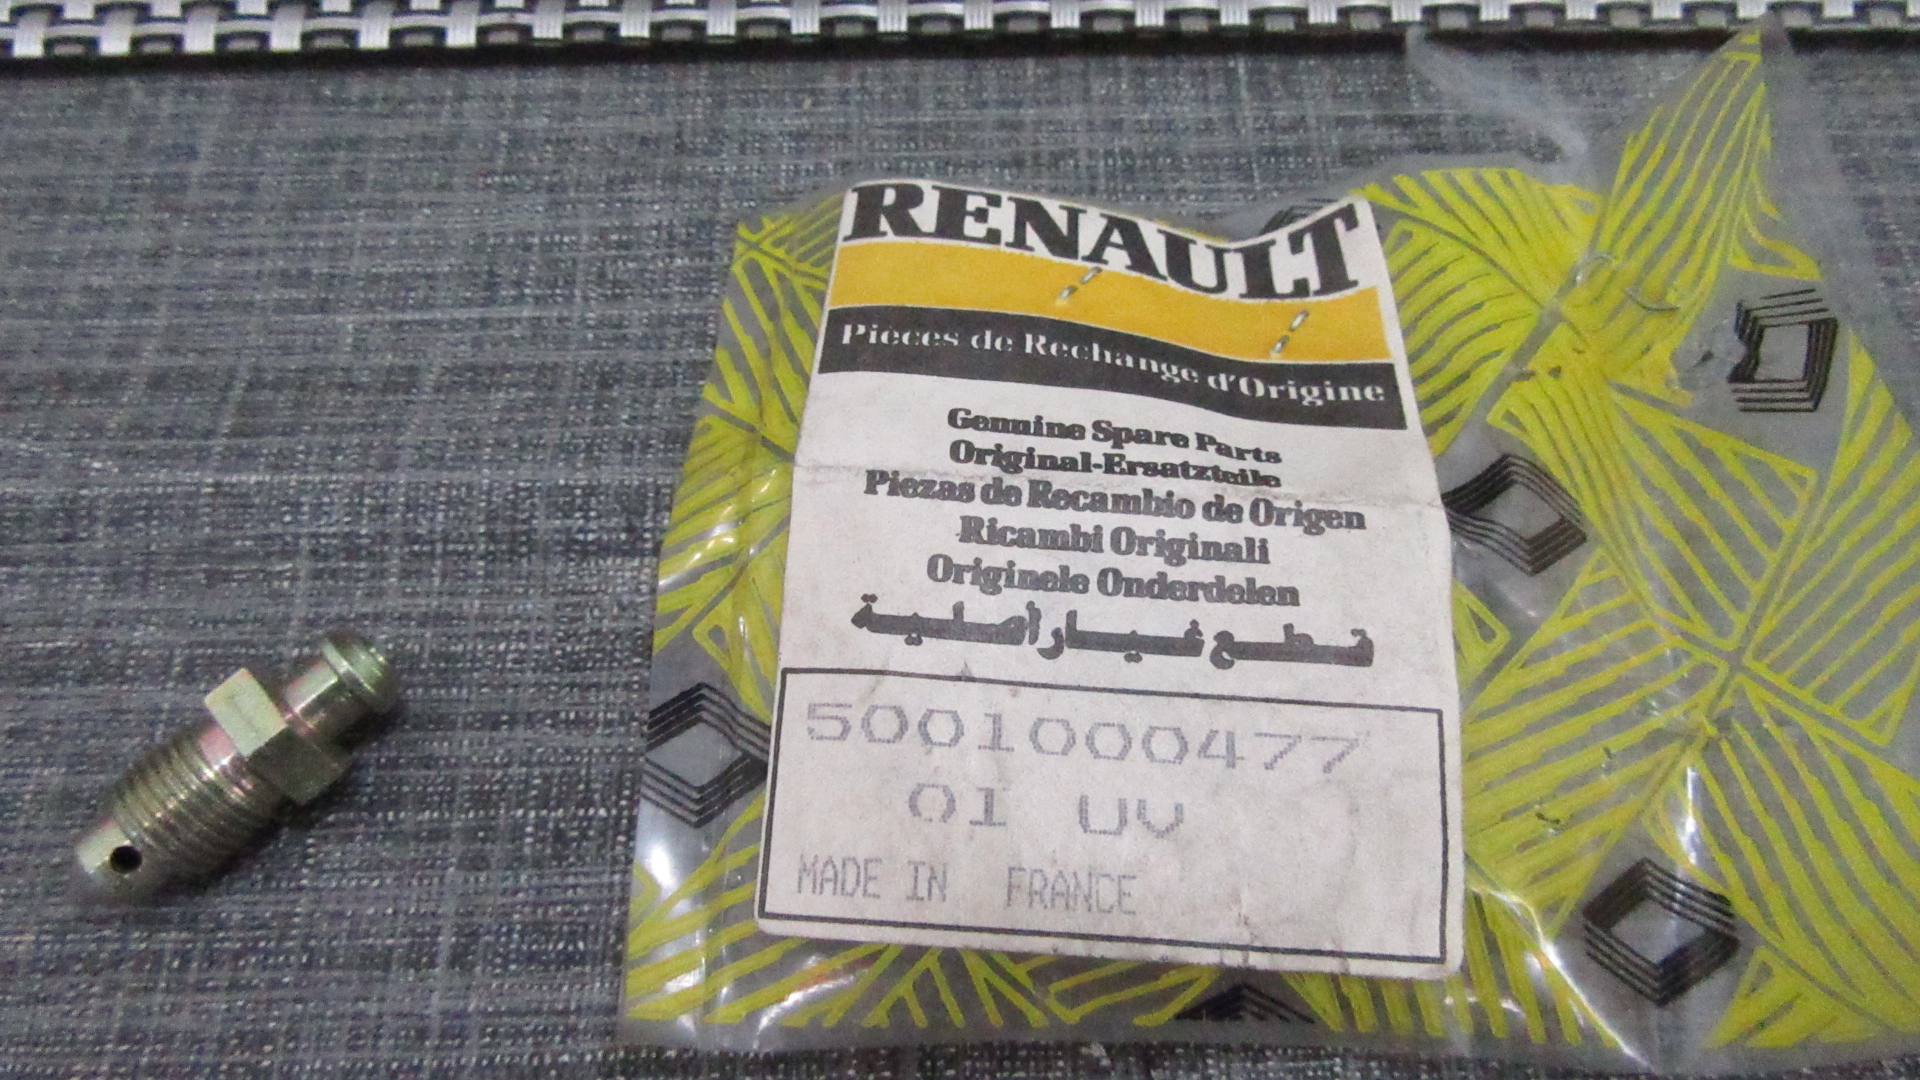 RENAULT
Pièces de Rechange d'Origine
Genuine Spare Parts
Original-Ersatzteile
Piezas de Recambio de Origen
Ricambi Originali
Originele Onderdelen
قطع غيار أصلية
5001000477
01 UV
MADE IN FRANCE